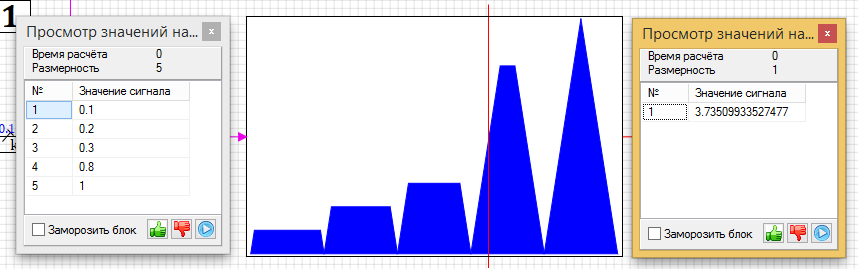 1
Просмотр значений на... x
Время расчёта 0
Размерность 5
№ Значение сигнала
1 0.1
2 0.2
3 0.3
4 0.8
5 1
Заморозить блок
0.1
k
Просмотр значений на... x
Время расчёта 0
Размерность 1
№ Значение сигнала
1 3.73509933527477
Заморозить блок